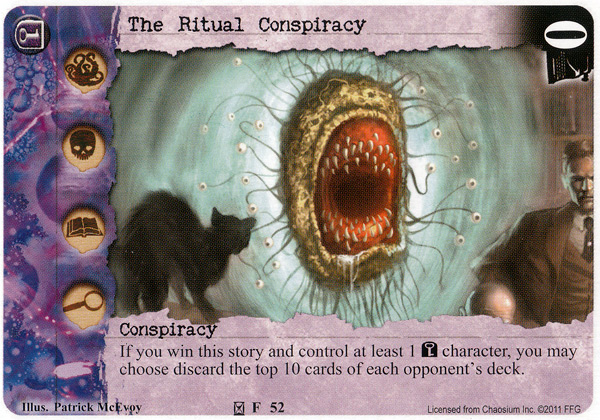 The Ritual Conspiracy
0
Conspiracy
If you win this story and control at least 1 character, you may
choose discard the top 10 cards of each opponent's deck.
Illus. Patrick McEvoy
F 52
Licensed from Chaosium Inc. ©2011 FFG